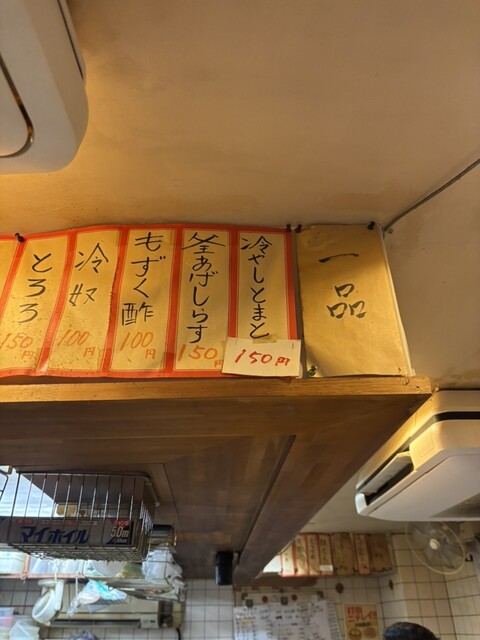 一品
冷やしとまと
150円
釜あげしらす
150円
もずく酢
100円
冷奴
100円
とろろ
150円
マイホイル
50m